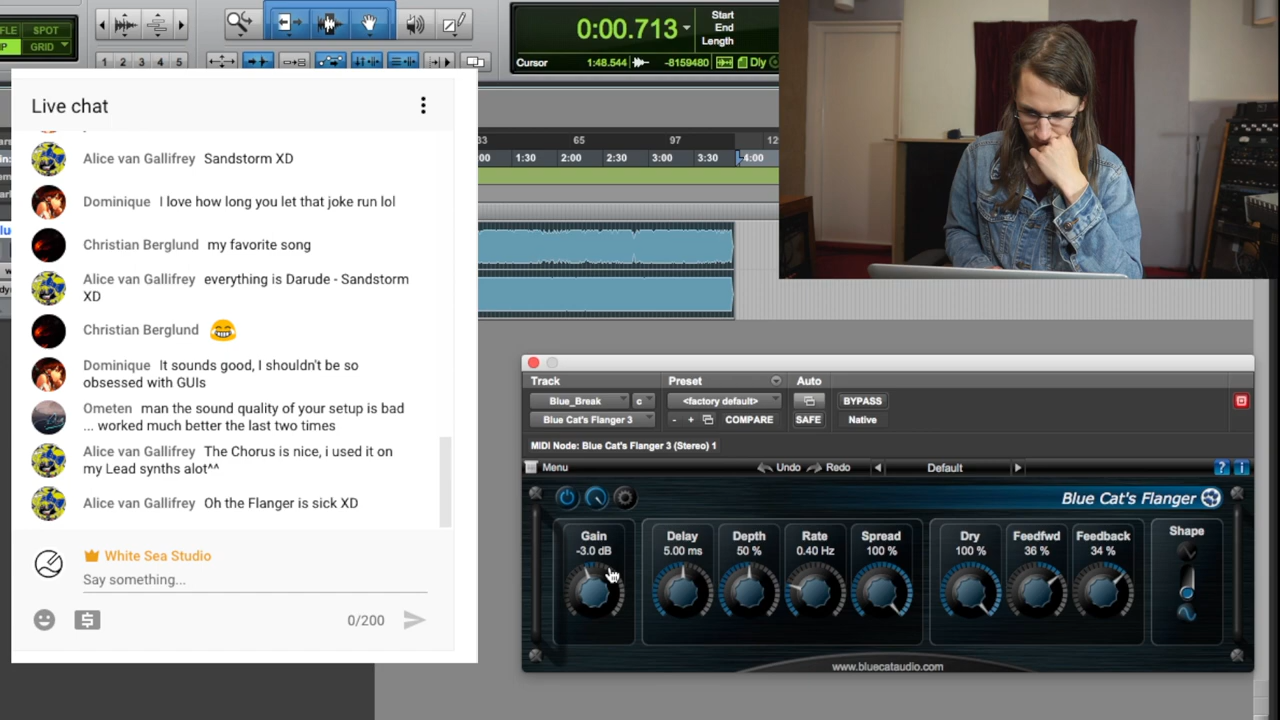 SPOT
GRID
1 2 3 4 5
0:00.713
Start
End
Length
Cursor 1:48.544 -8159480 Dly
65 97
1:30 2:00 2:30 3:00 3:30 4:00
Live chat
Alice van Gallifrey Sandstorm XD
Dominique I love how long you let that joke run lol
Christian Berglund my favorite song
Alice van Gallifrey everything is Darude - Sandstorm
XD
Christian Berglund 😂
Dominique It sounds good, I shouldn't be so
obsessed with GUIs
Ometen man the sound quality of your setup is bad
... worked much better the last two times
Alice van Gallifrey The Chorus is nice, i used it on
my Lead synths alot^^
Alice van Gallifrey Oh the Flanger is sick XD
White Sea Studio
Say something...
0/200
Track Preset Auto
Blue_Break c <factory default> BYPASS
Blue Cat's Flanger 3 - + COMPARE SAFE Native
MIDI Node: Blue Cat's Flanger 3 (Stereo) 1
Menu Undo Redo Default ? i
Blue Cat's Flanger
Gain Delay Depth Rate Spread Dry Feedfwd Feedback Shape
-3.0 dB 5.00 ms 50 % 0.40 Hz 100 % 100 % 36 % 34 %
www.bluecataudio.com